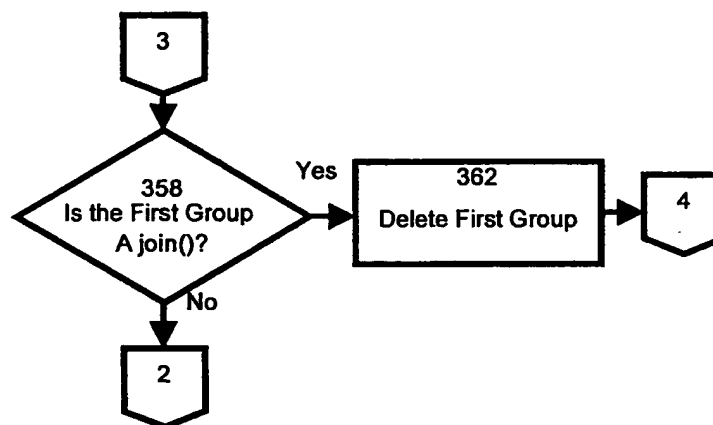 3
358
Is the First Group
A join()?
Yes
362
Delete First Group
4
No
2